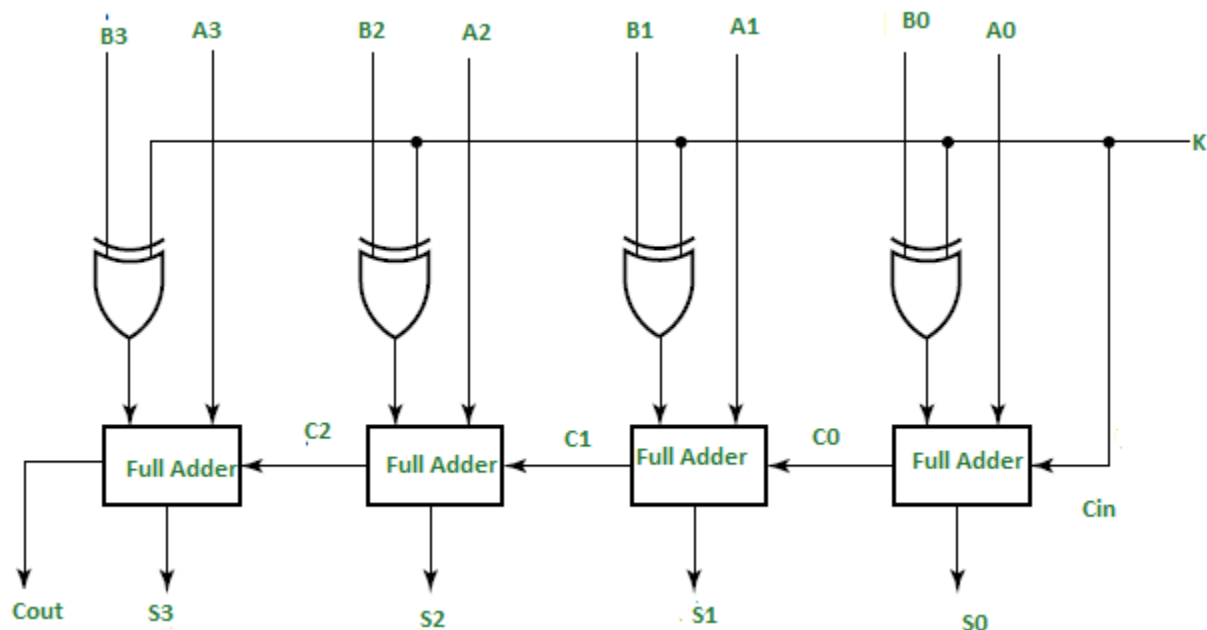 B3 A3 B2 A2 B1 A1 B0 A0
K
C2 C1 C0
Full Adder Full Adder Full Adder Full Adder
Cin
Cout S3 S2 S1 S0